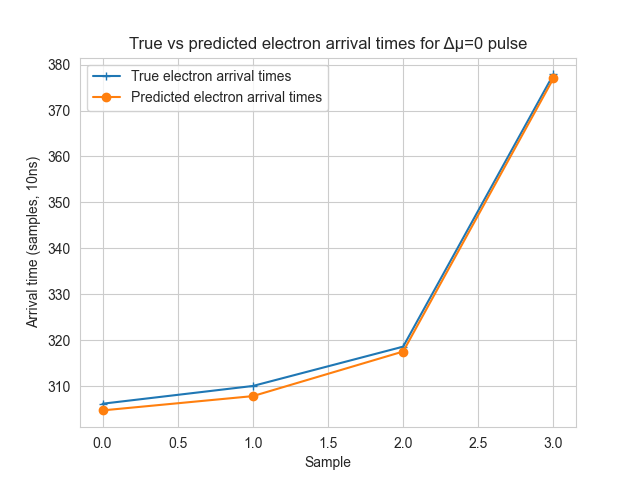 True vs predicted electron arrival times for Δμ=0 pulse
True electron arrival times
Predicted electron arrival times
Arrival time (samples, 10ns)
380
370
360
350
340
330
320
310
0.0 0.5 1.0 1.5 2.0 2.5 3.0
Sample